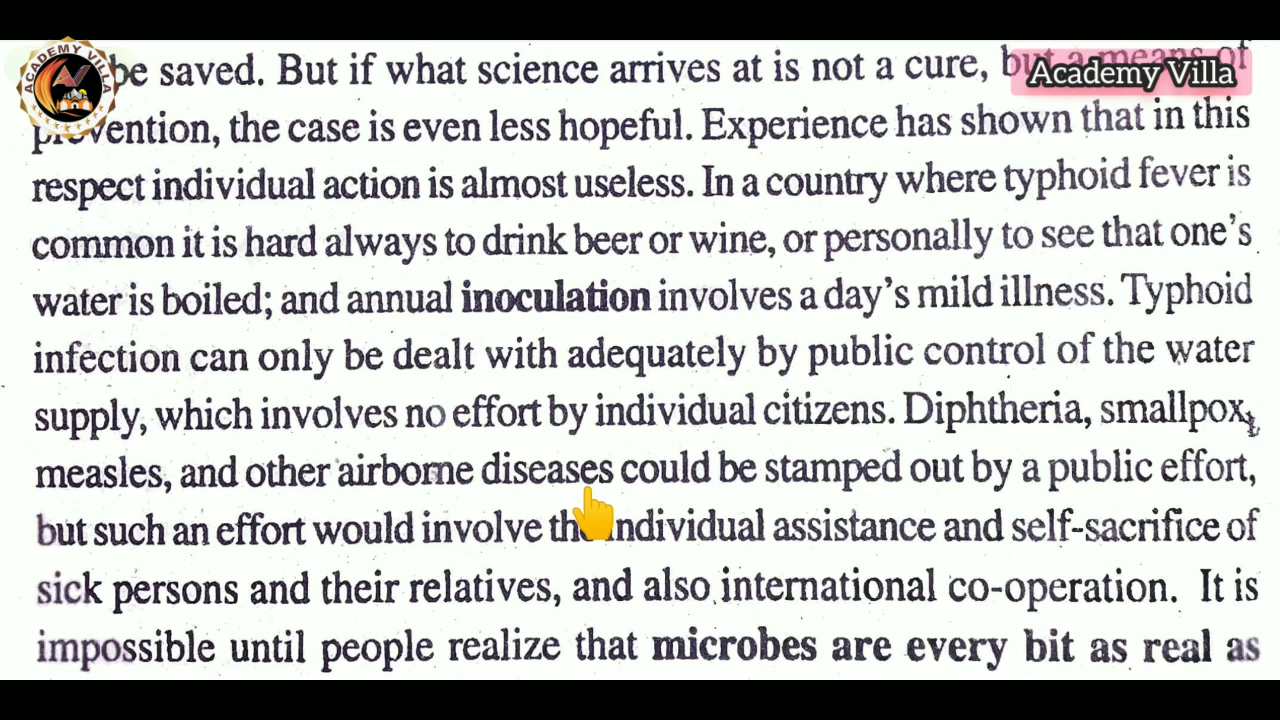 ACADEMY VILLA
Academy Villa
be saved. But if what science arrives at is not a cure, but a means of
prevention, the case is even less hopeful. Experience has shown that in this
respect individual action is almost useless. In a country where typhoid fever is
common it is hard always to drink beer or wine, or personally to see that one's
water is boiled; and annual inoculation involves a day's mild illness. Typhoid
infection can only be dealt with adequately by public control of the water
supply, which involves no effort by individual citizens. Diphtheria, smallpox,
measles, and other airborne diseases could be stamped out by a public effort,
but such an effort would involve the individual assistance and self-sacrifice of
sick persons and their relatives, and also international co-operation. It is
impossible until people realize that microbes are every bit as real as